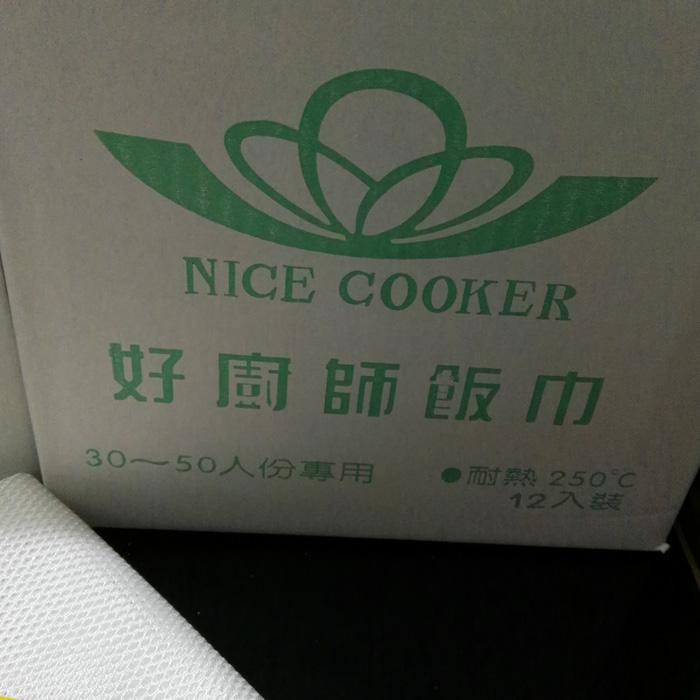 NICE COOKER
好廚師飯巾
30～50人份專用
●耐熱 250℃
12入裝